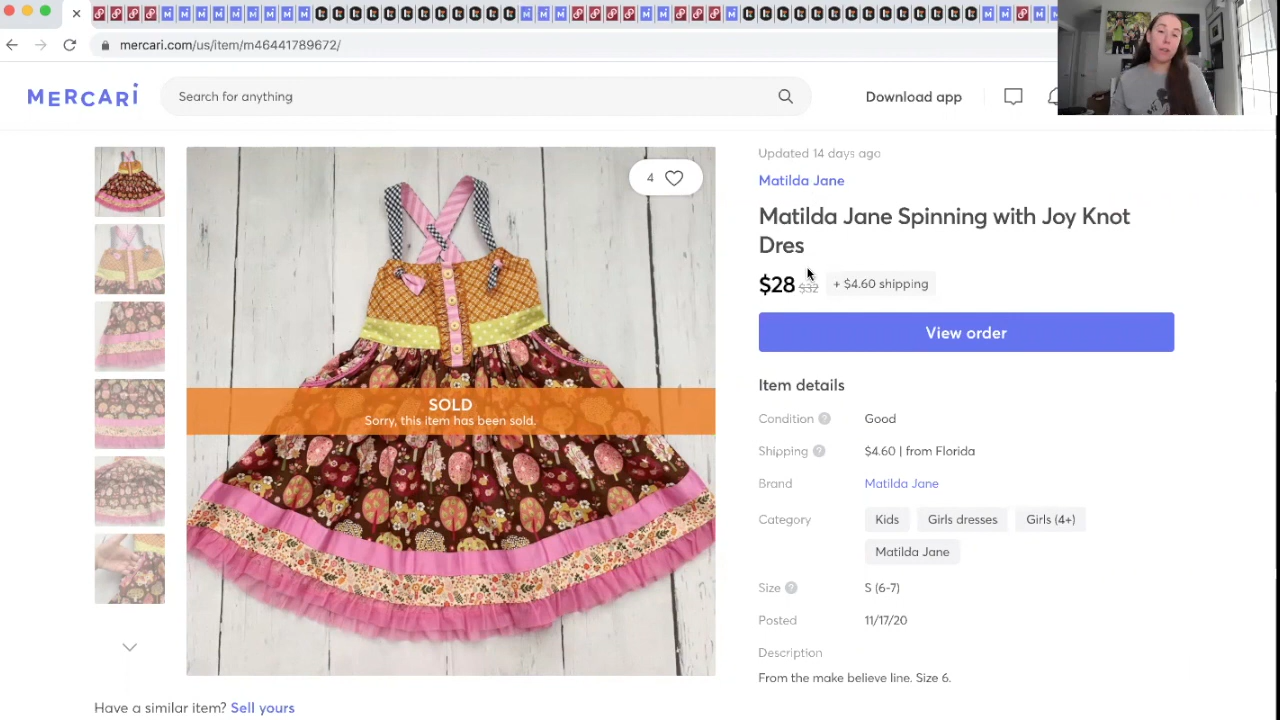 mercari.com/us/item/m46441789672/
MERCARI
Search for anything
Download app
4
SOLD
Sorry, this item has been sold.
Updated 14 days ago
Matilda Jane
Matilda Jane Spinning with Joy Knot
Dres
$28 $32 + $4.60 shipping
View order
Item details
Condition ? Good
Shipping ? $4.60 | from Florida
Brand Matilda Jane
Category Kids Girls dresses Girls (4+)
Matilda Jane
Size ? S (6-7)
Posted 11/17/20
Description
From the make believe line. Size 6.
Have a similar item? Sell yours